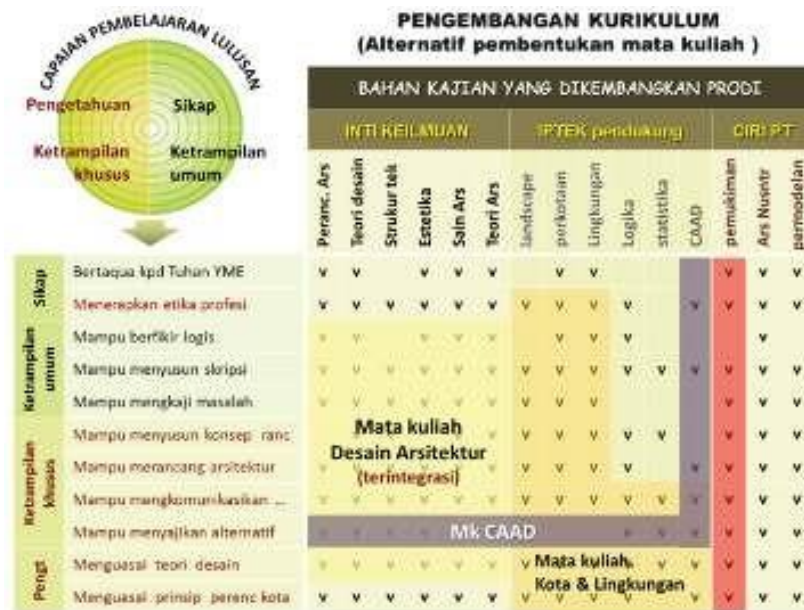 PENGEMBANGAN KURIKULUM
(Alternatif pembentukan mata kuliah )
CAPAIAN PEMBELAJARAN LULUSAN
Pengetahuan
Sikap
Ketrampilan khusus
Ketrampilan umum
BAHAN KAJIAN YANG DIKEMBANGKAN PRODI
INTI KEILMUAN
IPTEK pendukung
CIRI PT
Peranc. Ars
Teori desain
Strukur tek
Estetika
Sain Ars
Teori Ars
landscape
perkotaan
Lingkungan
Logika
statistika
CAAD
pemukiman
Ars Nusntr
permodelan
Sikap
Bertaqua kpd Tuhan YME v v v v v v v v v v
Menerapkan etika profesi v v v v v v v v v v v v v v
Ketrampilan umum
Mampu berfikir logis v v v v v v v v v v
Mampu menyusun skripsi v v v v v v v v v v v v v v v
Mampu mengkaji masalah v v v v v v v v v v v v
Ketrampilan khusus
Mampu menyusun konsep ranc v v v v v v v v
Mampu merancang arsitektur v v v v v v v v
Mampu mengkomunikasikan ... v v v v v v v v v v v v v v v
Mampu menyajikan alternatif v v v v v v
Pengt
Menguasai teori desain v v v v v v v v v v
Menguasai prinsip perenc kota v v v v v v v v v
Mata kuliah
Desain Arsitektur
(terintegrasi)
Mk CAAD
Mata kuliah
Kota & Lingkungan